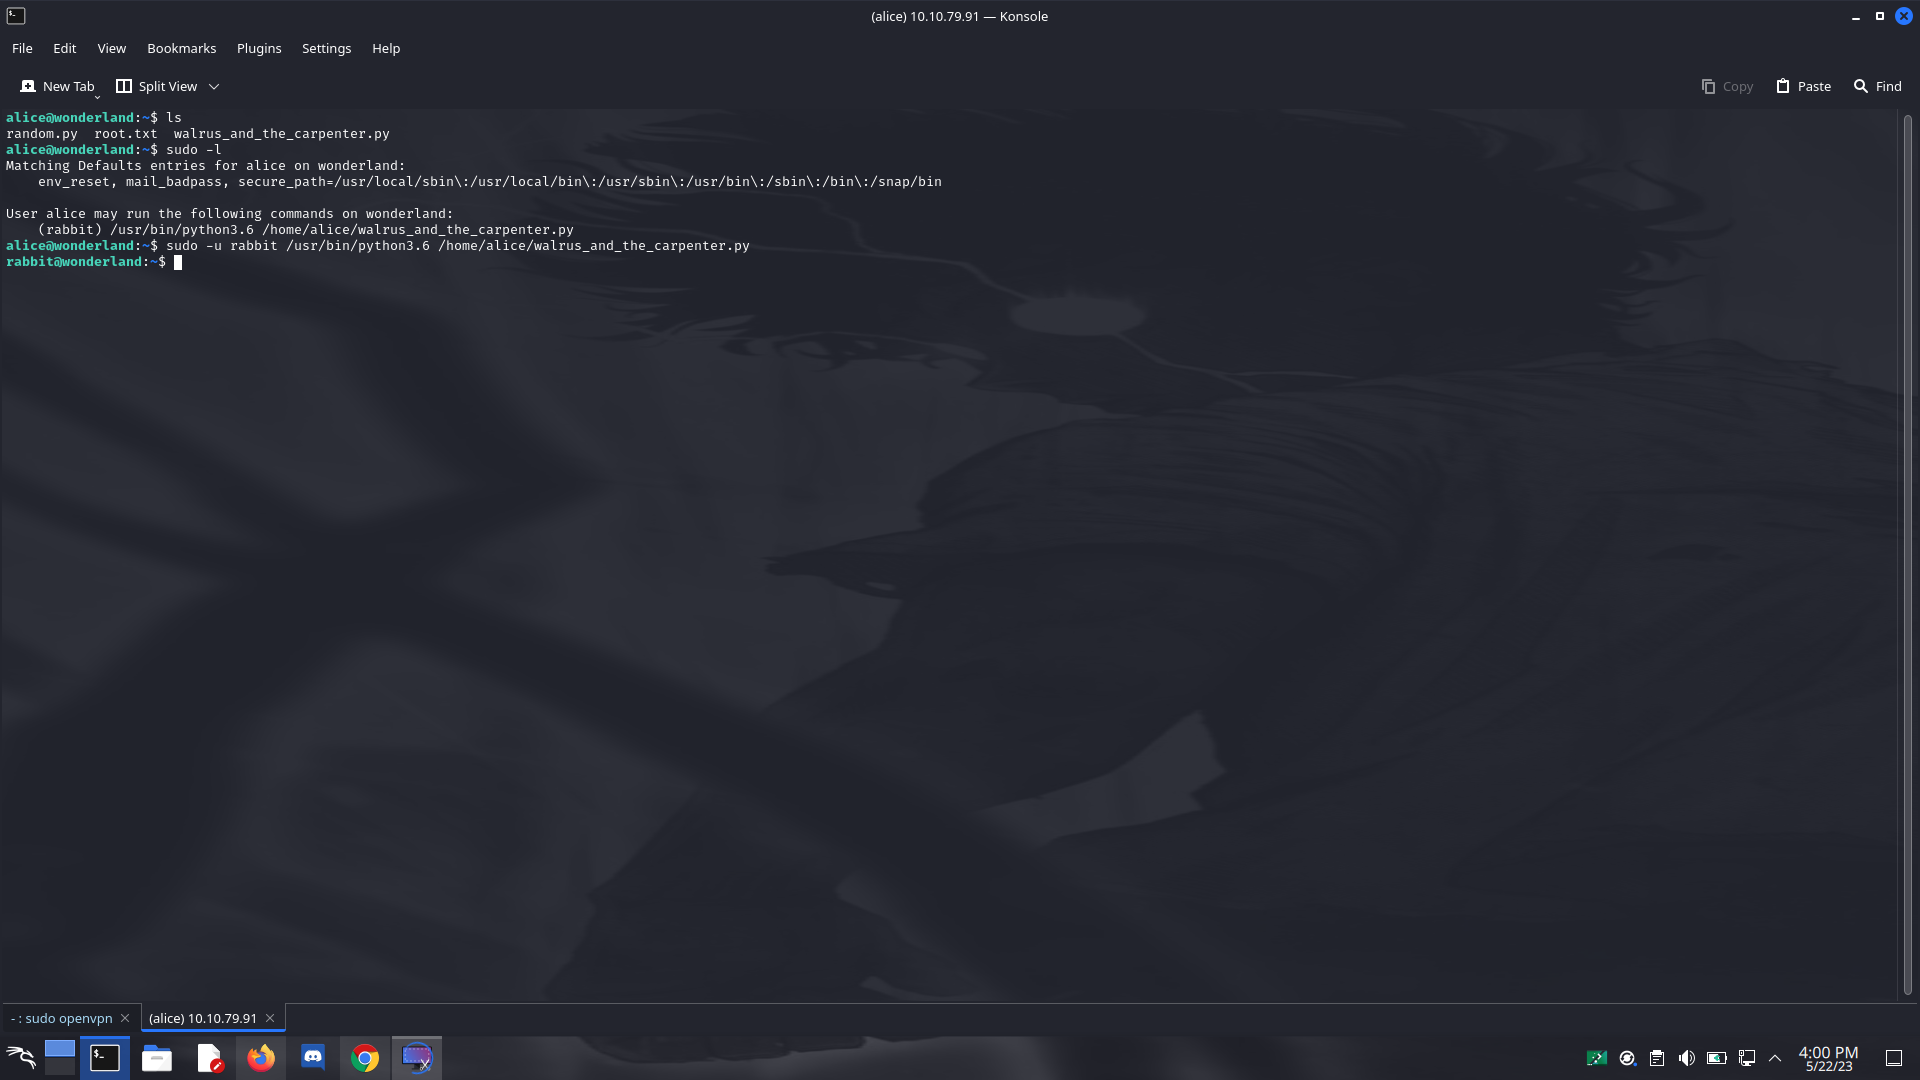 (alice) 10.10.79.91 — Konsole
File Edit View Bookmarks Plugins Settings Help
New Tab Split View Copy Paste Find
alice@wonderland:~$ ls
random.py  root.txt  walrus_and_the_carpenter.py
alice@wonderland:~$ sudo -l
Matching Defaults entries for alice on wonderland:
    env_reset, mail_badpass, secure_path=/usr/local/sbin\:/usr/local/bin\:/usr/sbin\:/usr/bin\:/sbin\:/bin\:/snap/bin
User alice may run the following commands on wonderland:
    (rabbit) /usr/bin/python3.6 /home/alice/walrus_and_the_carpenter.py
alice@wonderland:~$ sudo -u rabbit /usr/bin/python3.6 /home/alice/walrus_and_the_carpenter.py
rabbit@wonderland:~$
- : sudo openvpn (alice) 10.10.79.91
4:00 PM
5/22/23